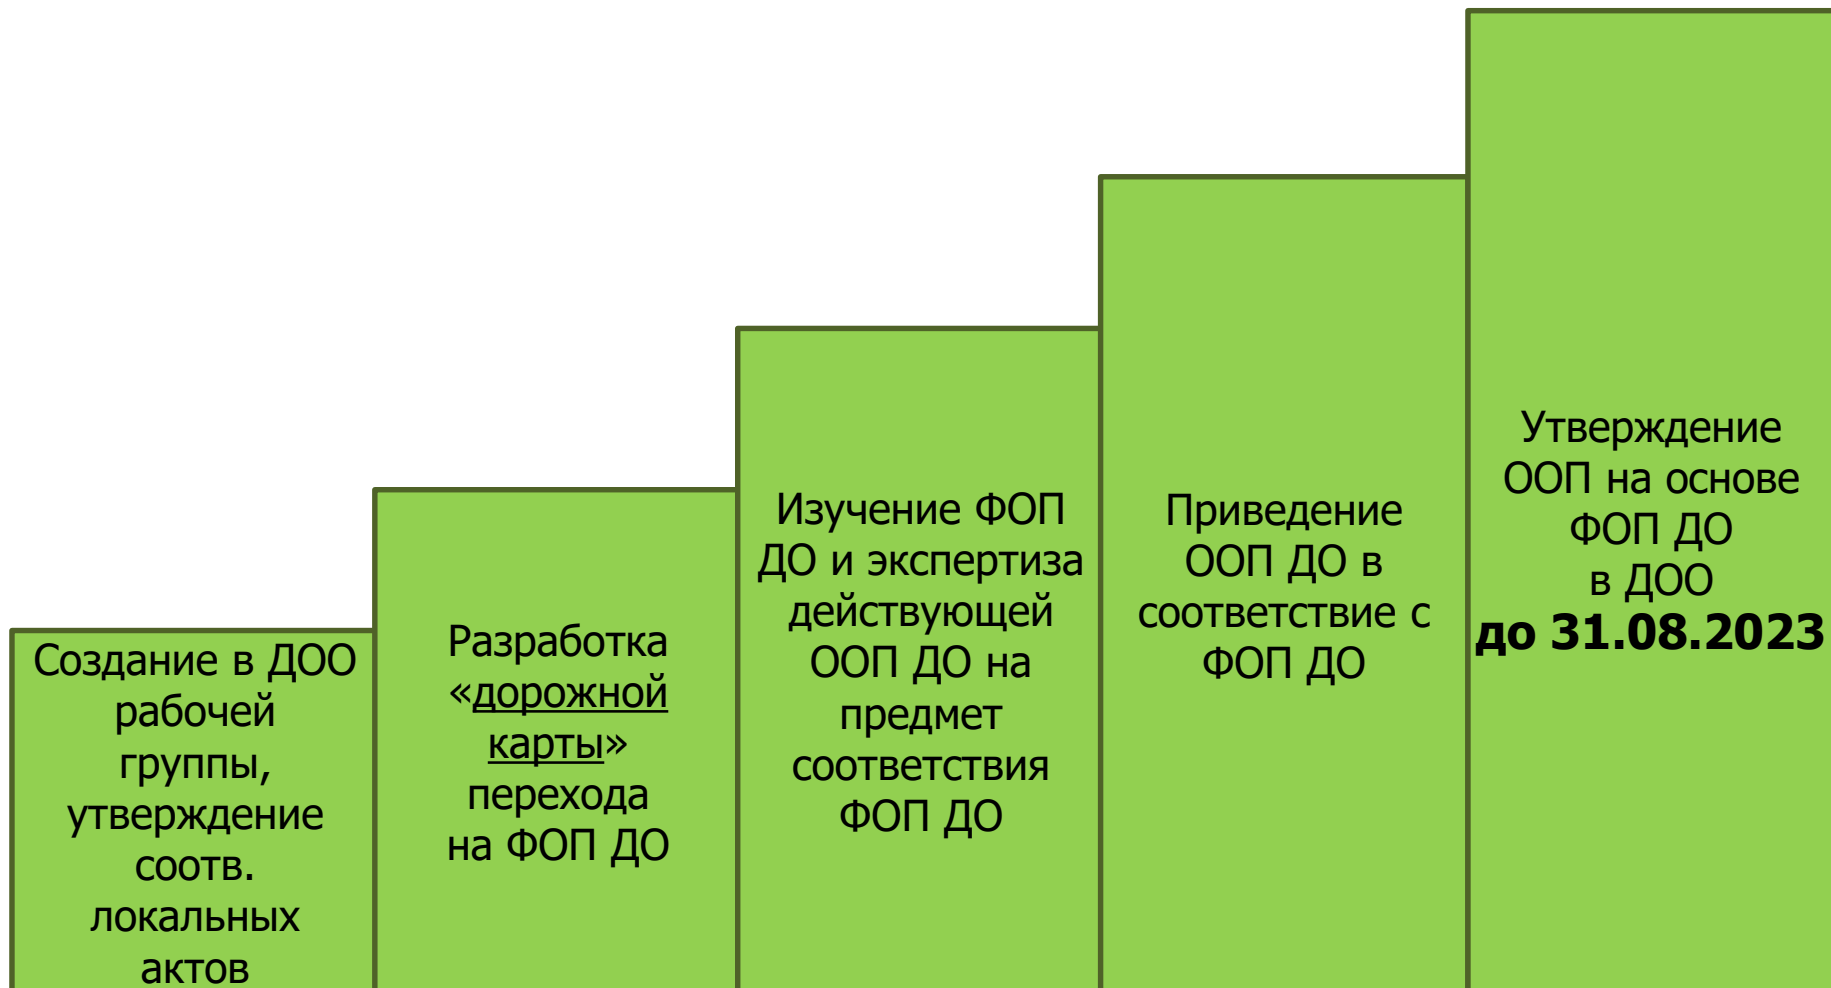 Создание в ДОО
рабочей
группы,
утверждение
соотв.
локальных
актов
Разработка
«дорожной
карты»
перехода
на ФОП ДО
Изучение ФОП
ДО и экспертиза
действующей
ООП ДО на
предмет
соответствия
ФОП ДО
Приведение
ООП ДО в
соответствие с
ФОП ДО
Утверждение
ООП на основе
ФОП ДО
в ДОО
до 31.08.2023